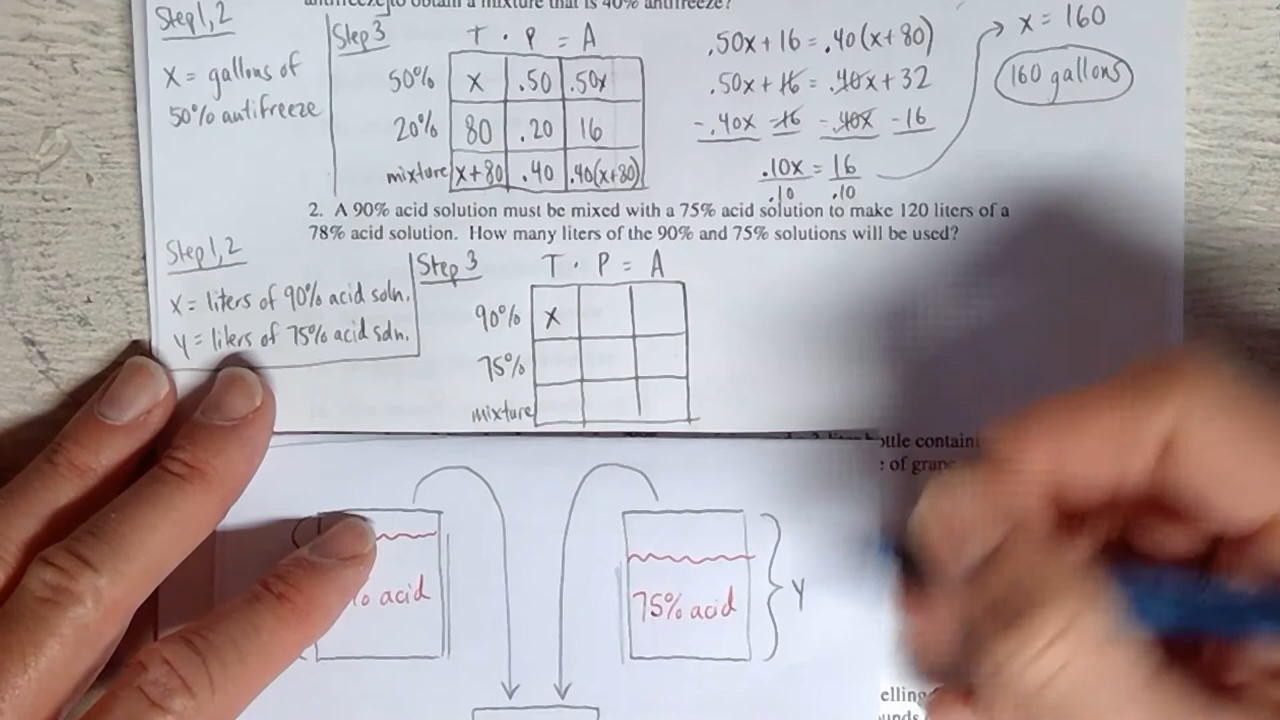 to obtain a mixture that is 40% antifreeze?
Step 1, 2
x = gallons of
50% antifreeze
Step 3
T · P = A
50% x .50 .50x
20% 80 .20 16
mixture x+80 .40 .40(x+80)
.50x + 16 = .40(x+80)
.50x + 16 = .40x + 32
-.40x -16 -.40x -16
.10x = 16
.10 .10
x = 160
160 gallons
2. A 90% acid solution must be mixed with a 75% acid solution to make 120 liters of a
78% acid solution. How many liters of the 90% and 75% solutions will be used?
Step 1, 2
x = liters of 90% acid soln.
y = liters of 75% acid soln.
Step 3
T · P = A
90% x
75%
mixture
of
% acid
75% acid
y